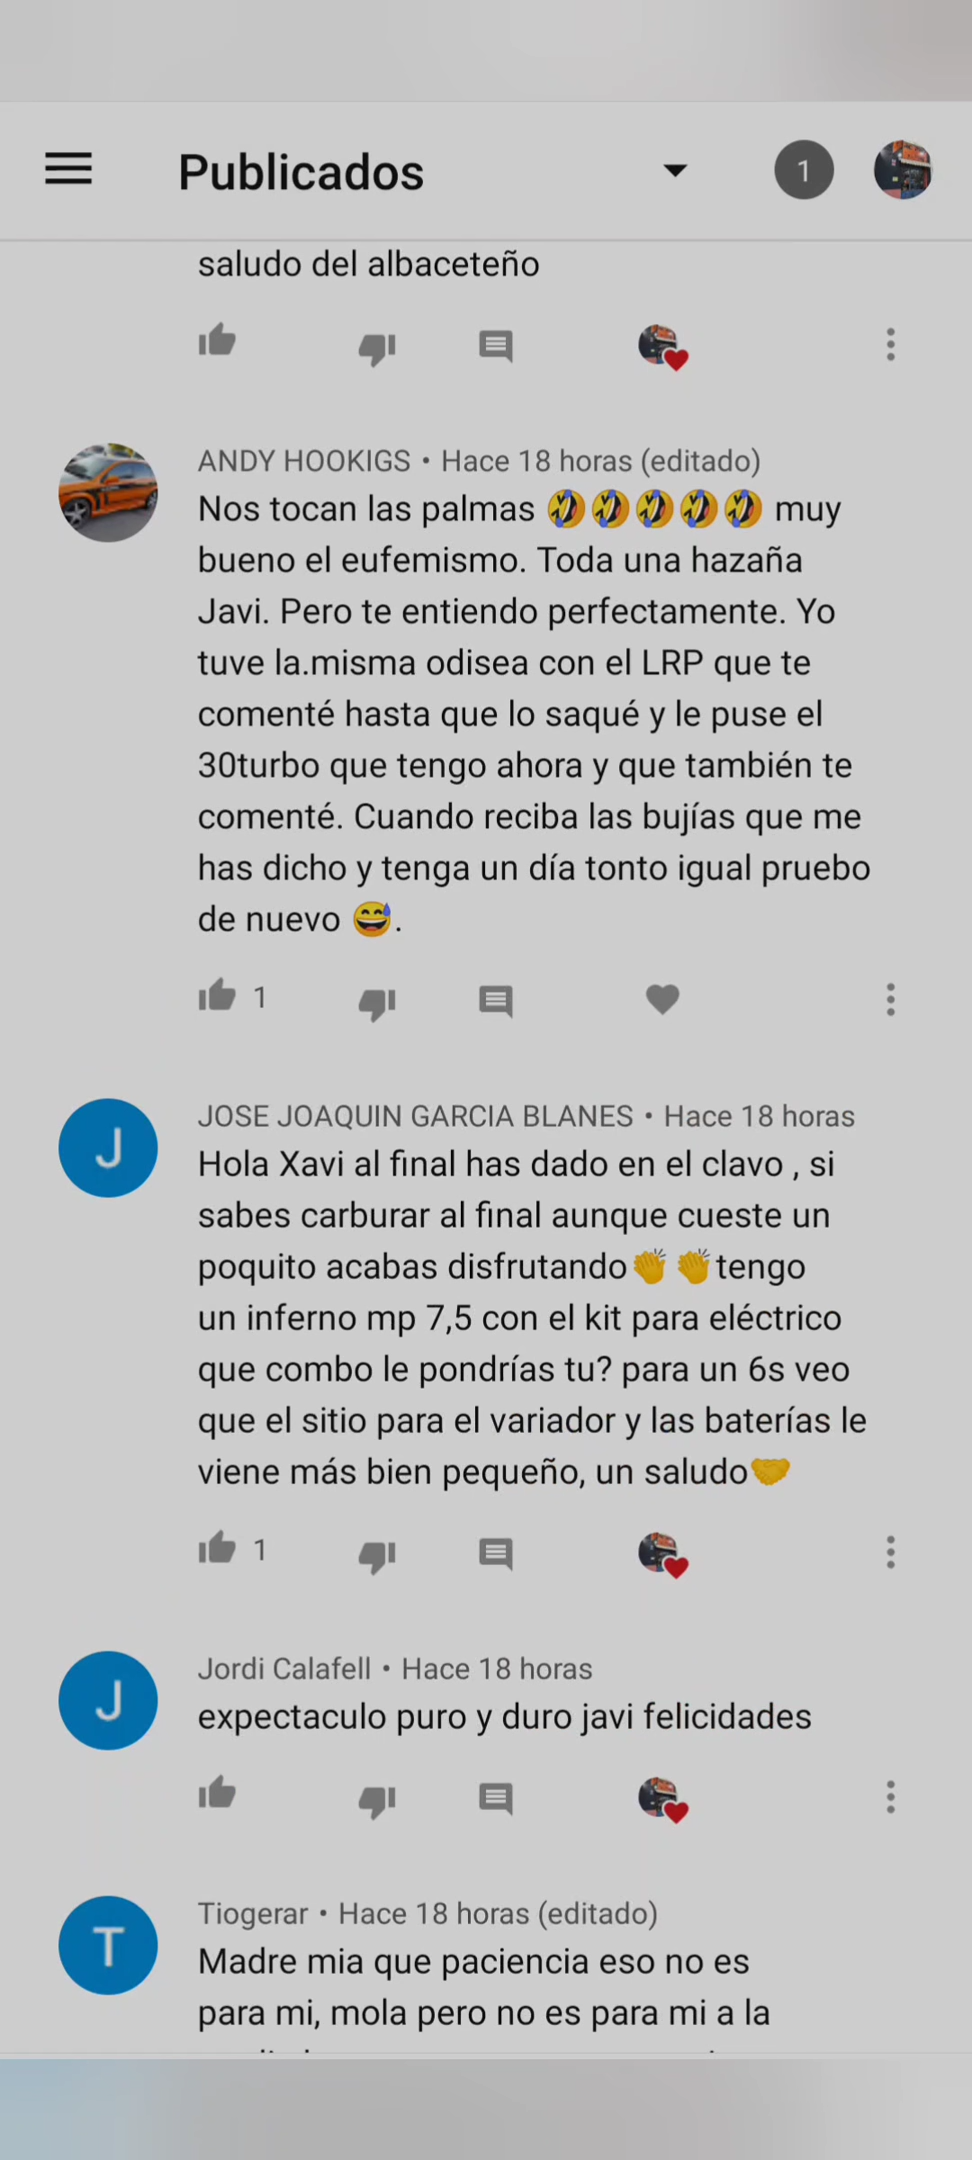 Publicados
1
saludo del albaceteño
ANDY HOOKIGS • Hace 18 horas (editado)
Nos tocan las palmas 🤣🤣🤣🤣🤣 muy
bueno el eufemismo. Toda una hazaña
Javi. Pero te entiendo perfectamente. Yo
tuve la.misma odisea con el LRP que te
comenté hasta que lo saqué y le puse el
30turbo que tengo ahora y que también te
comenté. Cuando reciba las bujías que me
has dicho y tenga un día tonto igual pruebo
de nuevo 😅.
1
J
JOSE JOAQUIN GARCIA BLANES • Hace 18 horas
Hola Xavi al final has dado en el clavo , si
sabes carburar al final aunque cueste un
poquito acabas disfrutando👏👏tengo
un inferno mp 7,5 con el kit para eléctrico
que combo le pondrías tu? para un 6s veo
que el sitio para el variador y las baterías le
viene más bien pequeño, un saludo🤝
1
J
Jordi Calafell • Hace 18 horas
expectaculo puro y duro javi felicidades
T
Tiogerar • Hace 18 horas (editado)
Madre mia que paciencia eso no es
para mi, mola pero no es para mi a la